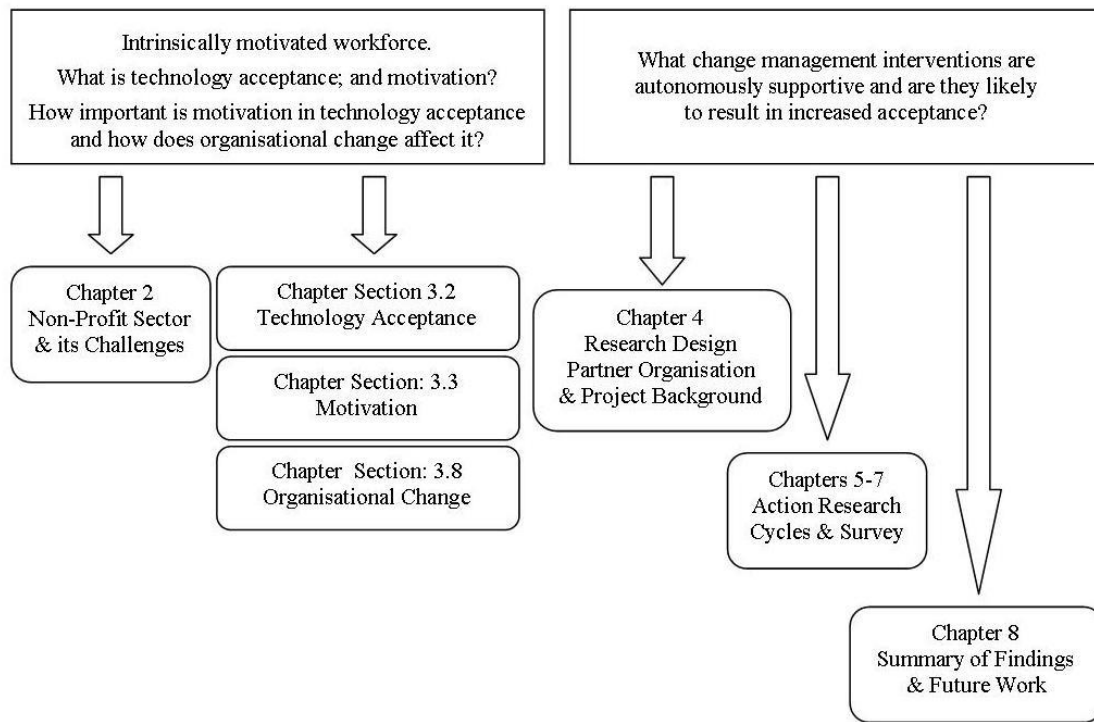 Intrinsically motivated workforce.
What is technology acceptance; and motivation?
How important is motivation in technology acceptance
and how does organisational change affect it?
What change management interventions are
autonomously supportive and are they likely
to result in increased acceptance?
Chapter 2
Non-Profit Sector
& its Challenges
Chapter Section 3.2
Technology Acceptance
Chapter Section: 3.3
Motivation
Chapter Section: 3.8
Organisational Change
Chapter 4
Research Design
Partner Organisation
& Project Background
Chapters 5-7
Action Research
Cycles & Survey
Chapter 8
Summary of Findings
& Future Work